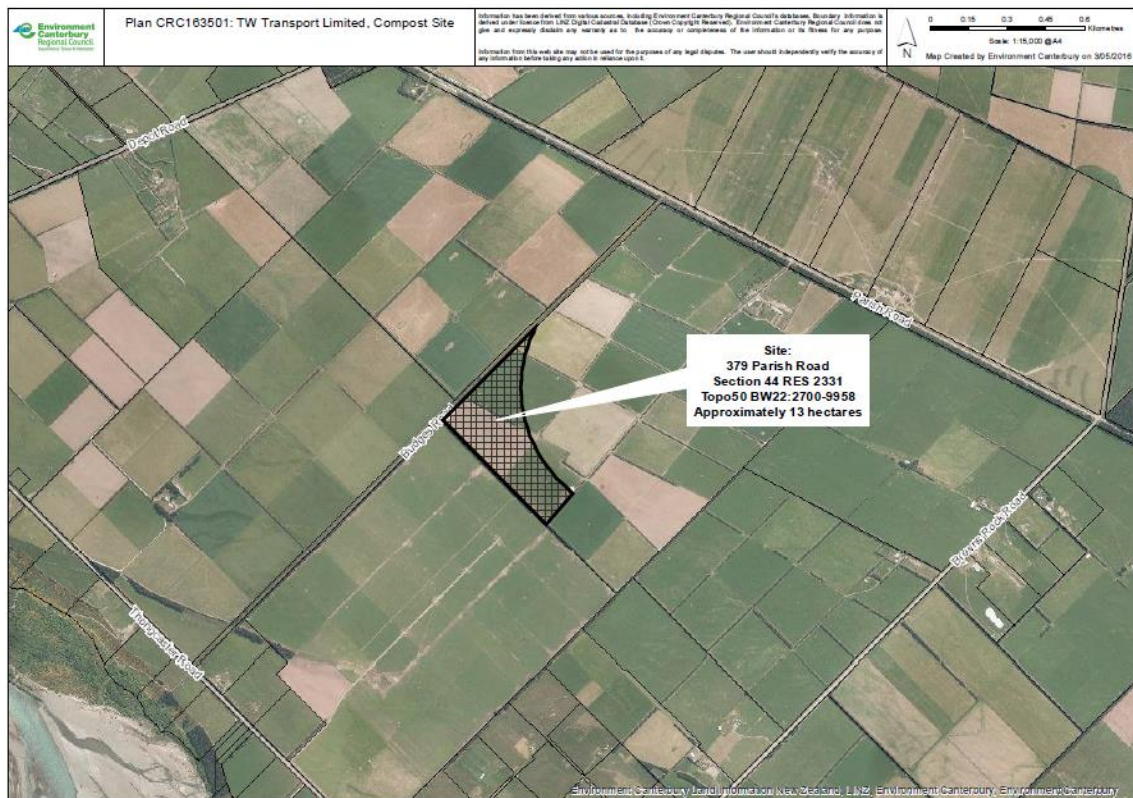 Environment
Canterbury
Regional Council
Plan CRC163501: TW Transport Limited, Compost Site
Information has been derived from various sources, including Environment Canterbury Regional Council's databases. Boundary information is
derived under licence from LINZ Digital Cadastral Database (Crown Copyright Reserved). Environment Canterbury Regional Council does not
give and expressly disclaim any warranty as to the accuracy or completeness of the information or its fitness for any purpose.
Information from this web site may not be used for the purposes of any legal disputes. The user should independently verify the accuracy of
any information before taking any action in reliance upon it.
N
0 0.15 0.3 0.45 0.6
Kilometres
Scale: 1:15,000 @A4
Map Created by Environment Canterbury on 3/05/2016
Depot Road
Parish Road
Site:
379 Parish Road
Section 44 RES 2331
Topo50 BW22:2700-9958
Approximately 13 hectares
Budges Road
Browns Rock Road
Thongcaster Road
Environment Canterbury Land Information New Zealand, LINZ, Environment Canterbury, Environment Canterbury